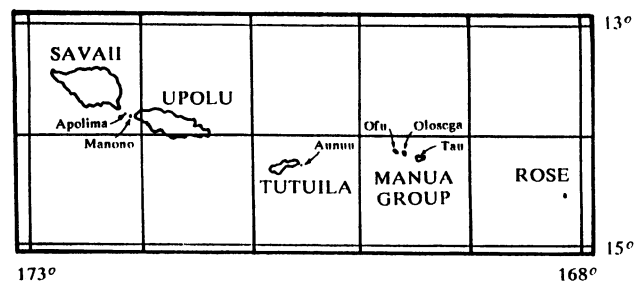 13°
SAVAII
UPOLU
Apolima
Manono
Ofu
Olosega
Aunuu
Tau
TUTUILA
MANUA
GROUP
ROSE
15°
173°
168°